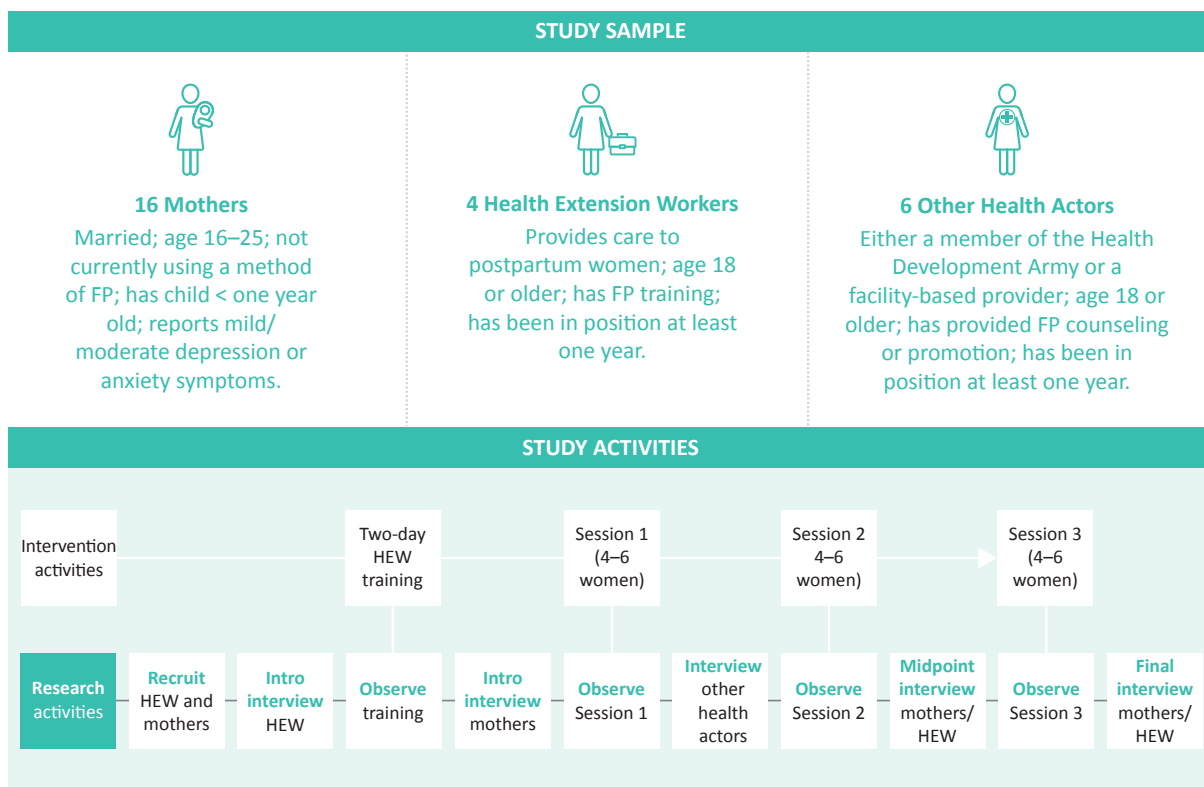 STUDY SAMPLE
16 Mothers
Married; age 16–25; not
currently using a method
of FP; has child < one year
old; reports mild/
moderate depression or
anxiety symptoms.
4 Health Extension Workers
Provides care to
postpartum women; age 18
or older; has FP training;
has been in position at least
one year.
6 Other Health Actors
Either a member of the Health
Development Army or a
facility-based provider; age 18 or
older; has provided FP counseling
or promotion; has been in
position at least one year.
STUDY ACTIVITIES
Intervention
activities
Two-day
HEW
training
Session 1
(4–6
women)
Session 2
4–6
women)
Session 3
(4–6
women)
Research
activities
Recruit
HEW and
mothers
Intro
interview
HEW
Observe
training
Intro
interview
mothers
Observe
Session 1
Interview
other
health
actors
Observe
Session 2
Midpoint
interview
mothers/
HEW
Observe
Session 3
Final
interview
mothers/
HEW